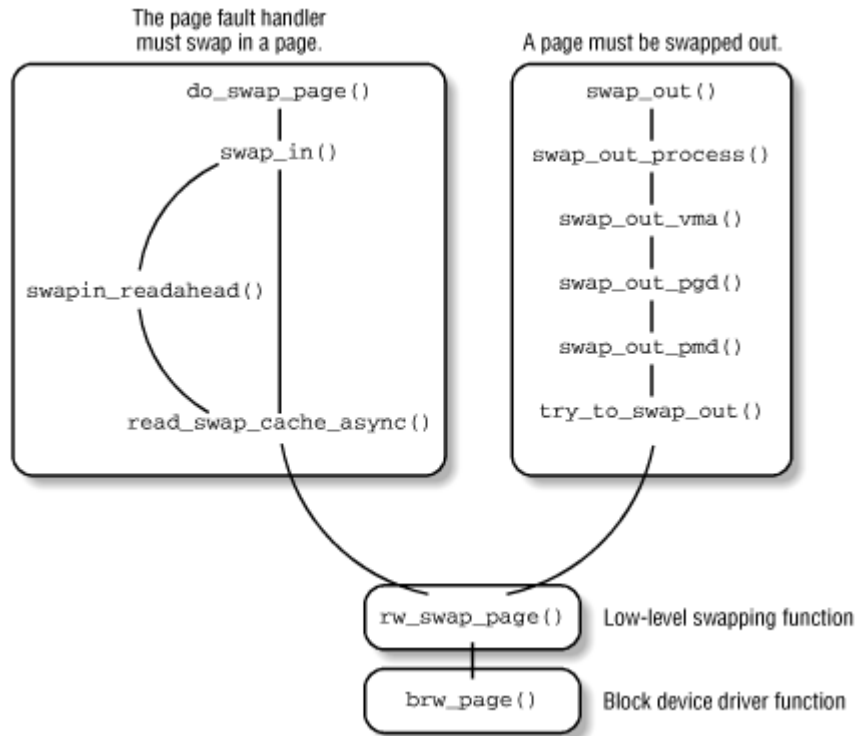 The page fault handler
must swap in a page.
do_swap_page()
swap_in()
swapin_readahead()
read_swap_cache_async()
A page must be swapped out.
swap_out()
swap_out_process()
swap_out_vma()
swap_out_pgd()
swap_out_pmd()
try_to_swap_out()
rw_swap_page()
Low-level swapping function
brw_page()
Block device driver function